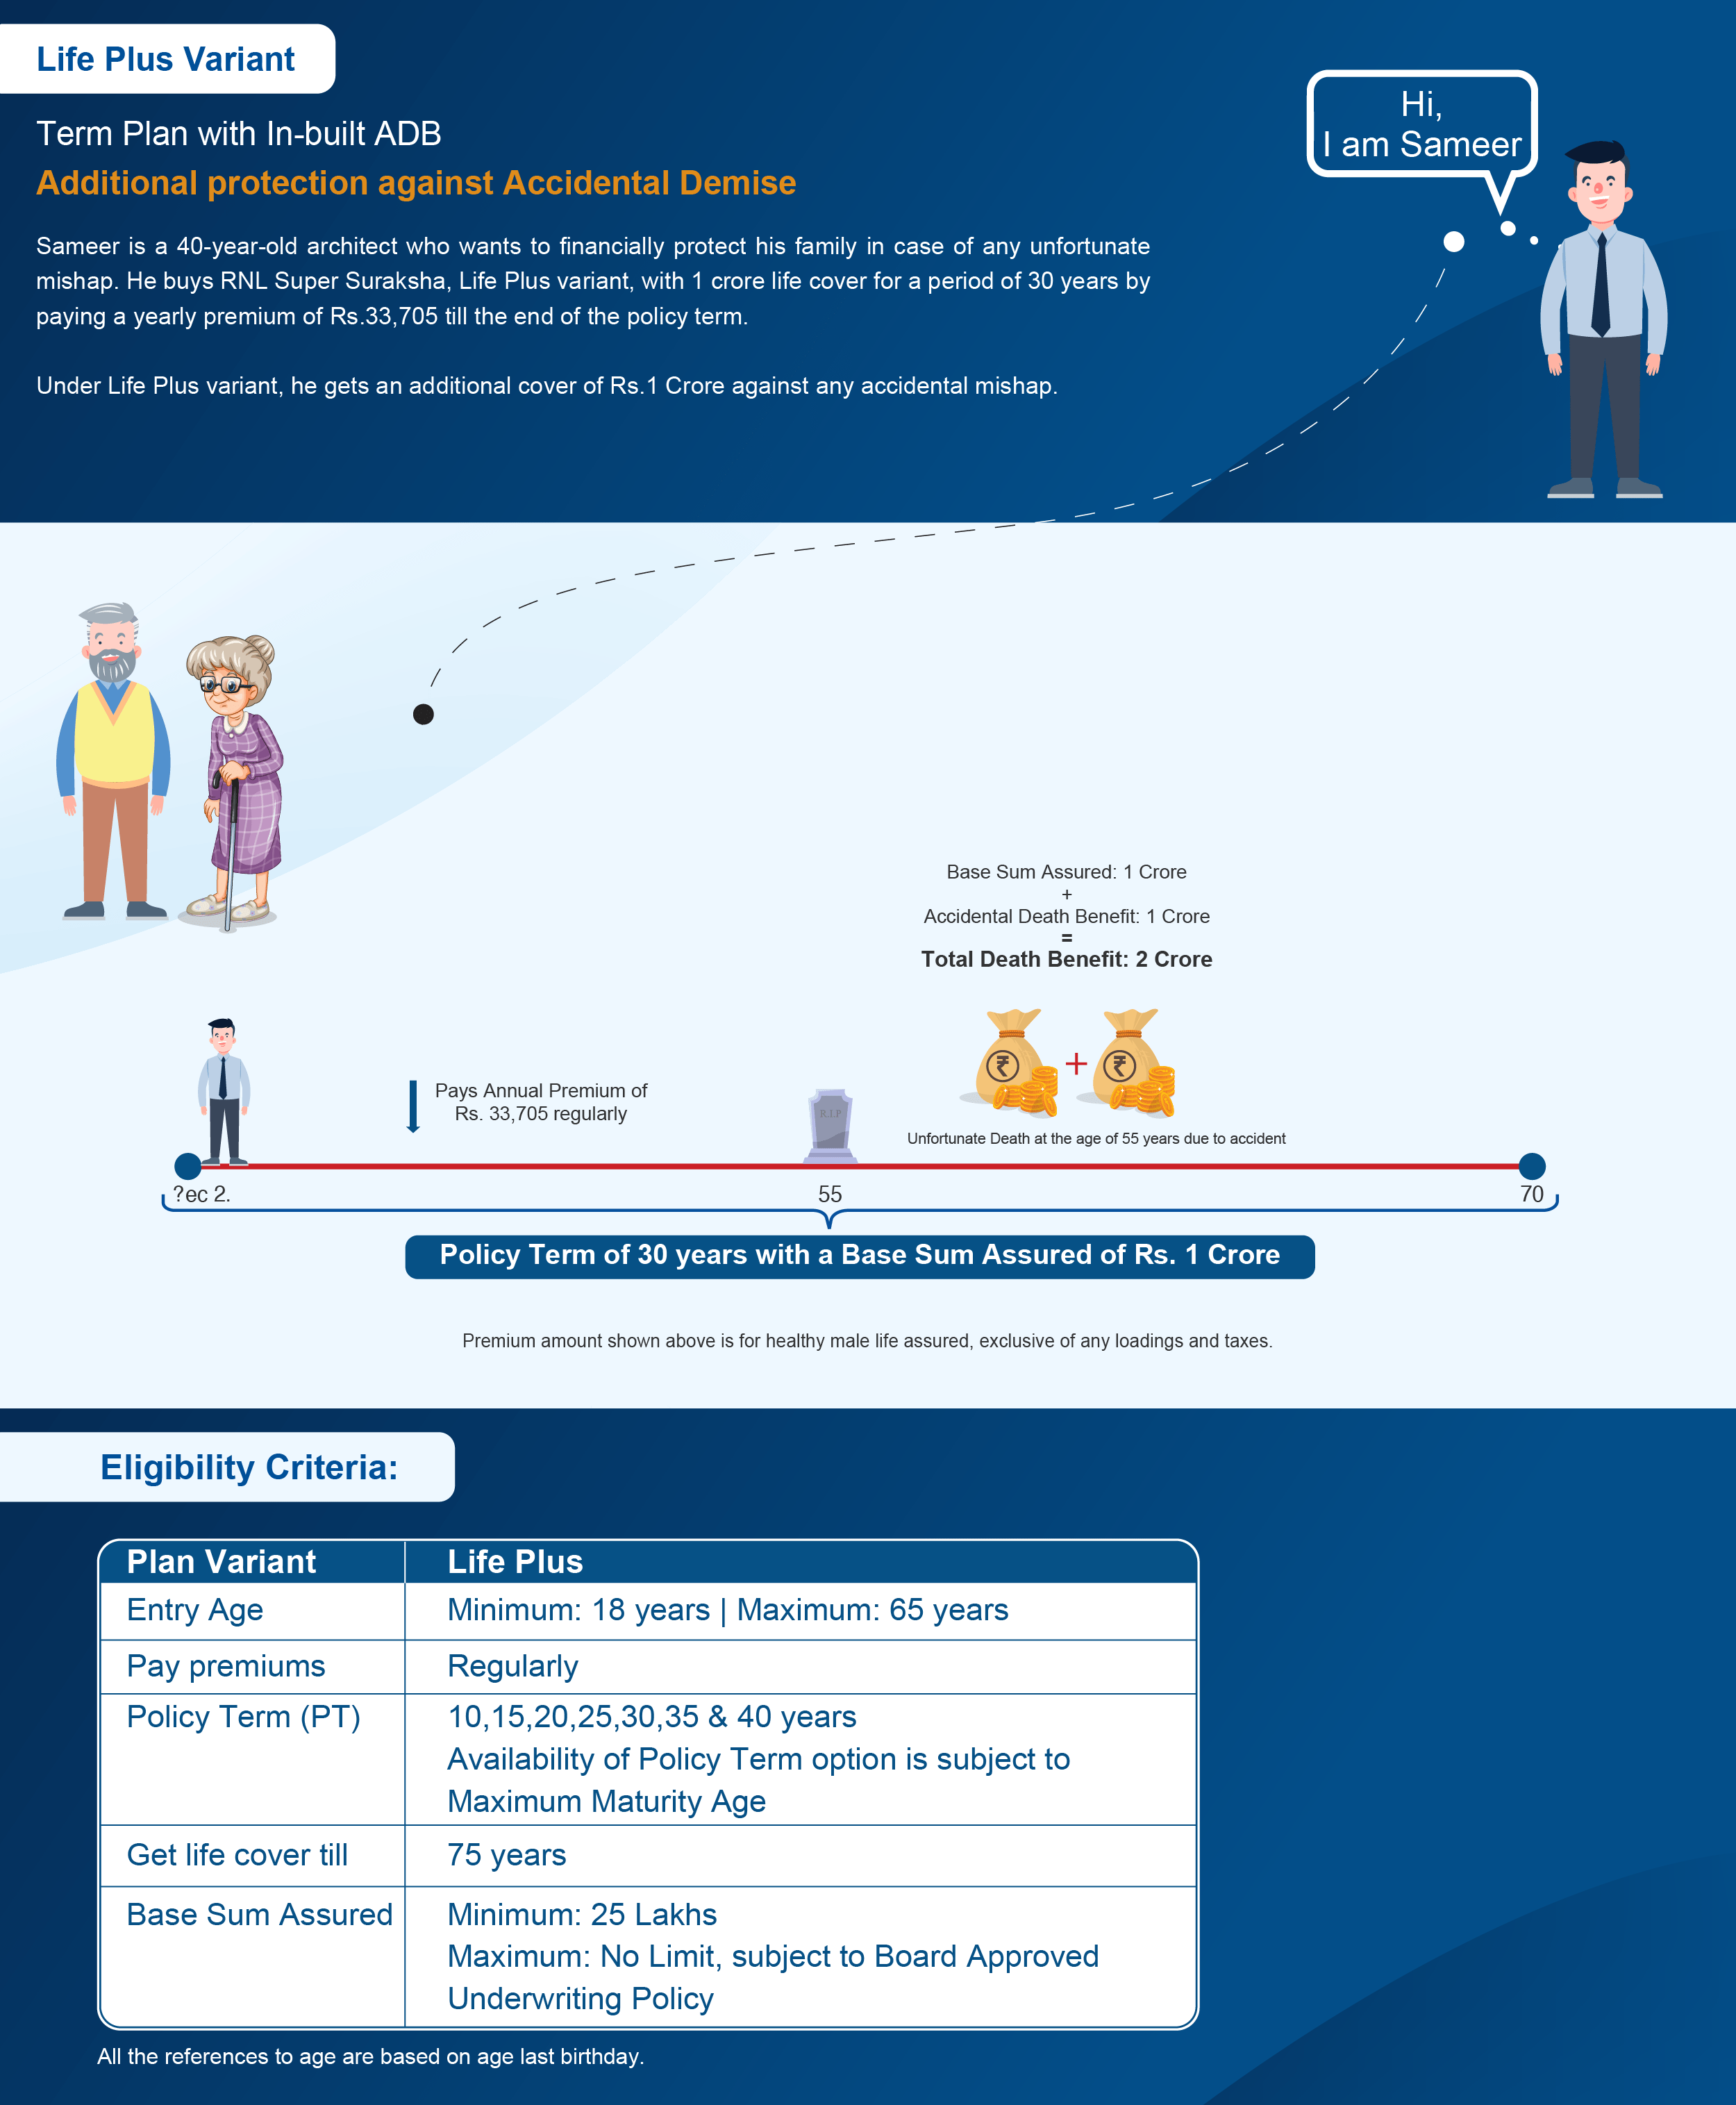 Life Plus Variant
Hi,
I am Sameer
Term Plan with In-built ADB
Additional protection against Accidental Demise
Sameer is a 40-year-old architect who wants to financially protect his family in case of any unfortunate
mishap. He buys RNL Super Suraksha, Life Plus variant, with 1 crore life cover for a period of 30 years by
paying a yearly premium of Rs.33,705 till the end of the policy term.
Under Life Plus variant, he gets an additional cover of Rs.1 Crore against any accidental mishap.
Base Sum Assured: 1 Crore
+
Accidental Death Benefit: 1 Crore
=
Total Death Benefit: 2 Crore
₹ + ₹
Pays Annual Premium of
Rs. 33,705 regularly
R.I.P
Unfortunate Death at the age of 55 years due to accident
?ec 2. 55 70
Policy Term of 30 years with a Base Sum Assured of Rs. 1 Crore
Premium amount shown above is for healthy male life assured, exclusive of any loadings and taxes.
Eligibility Criteria:
Plan Variant Life Plus
Entry Age Minimum: 18 years | Maximum: 65 years
Pay premiums Regularly
Policy Term (PT) 10,15,20,25,30,35 & 40 years
Availability of Policy Term option is subject to
Maximum Maturity Age
Get life cover till 75 years
Base Sum Assured Minimum: 25 Lakhs
Maximum: No Limit, subject to Board Approved
Underwriting Policy
All the references to age are based on age last birthday.